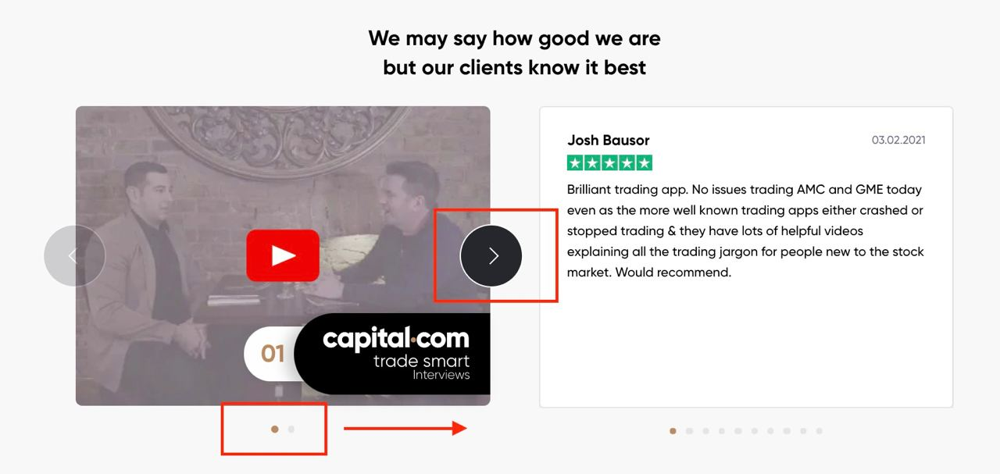 We may say how good we are
but our clients know it best
01
capital.com
trade smart
Interviews
Josh Bausor
03.02.2021
Brilliant trading app. No issues trading AMC and GME today
even as the more well known trading apps either crashed or
stopped trading & they have lots of helpful videos
explaining all the trading jargon for people new to the stock
market. Would recommend.